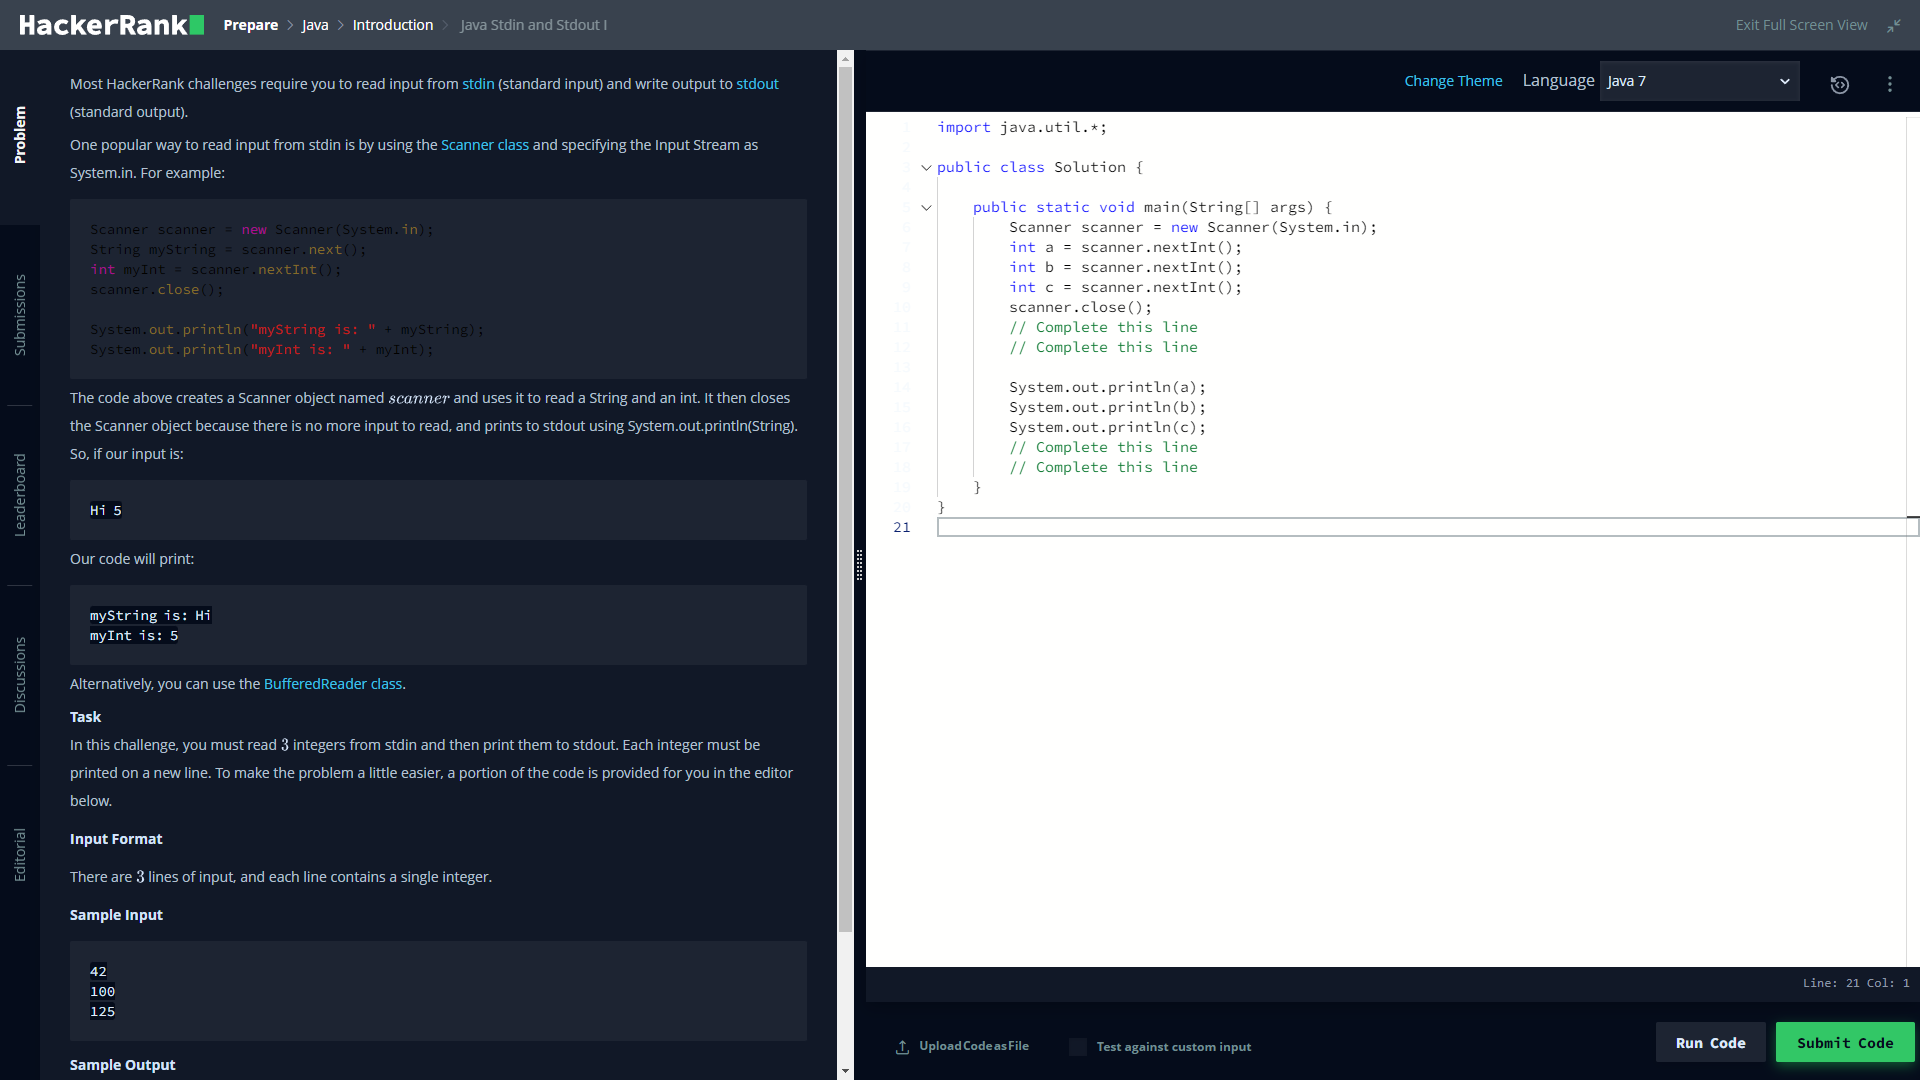 HackerRank Prepare > Java > Introduction > Java Stdin and Stdout I
Exit Full Screen View
Problem
Submissions
Leaderboard
Discussions
Editorial
Most HackerRank challenges require you to read input from stdin (standard input) and write output to stdout
(standard output).
One popular way to read input from stdin is by using the Scanner class and specifying the Input Stream as
System.in. For example:
Scanner scanner = new Scanner(System.in);
String myString = scanner.next();
int myInt = scanner.nextInt();
scanner.close();
System.out.println("myString is: " + myString);
System.out.println("myInt is: " + myInt);
The code above creates a Scanner object named scanner and uses it to read a String and an int. It then closes
the Scanner object because there is no more input to read, and prints to stdout using System.out.println(String).
So, if our input is:
Hi 5
Our code will print:
myString is: Hi
myInt is: 5
Alternatively, you can use the BufferedReader class.
Task
In this challenge, you must read 3 integers from stdin and then print them to stdout. Each integer must be
printed on a new line. To make the problem a little easier, a portion of the code is provided for you in the editor
below.
Input Format
There are 3 lines of input, and each line contains a single integer.
Sample Input
42
100
125
Sample Output
Change Theme Language Java 7
1 import java.util.*;
2
3 public class Solution {
4
5 public static void main(String[] args) {
6 Scanner scanner = new Scanner(System.in);
7 int a = scanner.nextInt();
8 int b = scanner.nextInt();
9 int c = scanner.nextInt();
10 scanner.close();
11 // Complete this line
12 // Complete this line
13
14 System.out.println(a);
15 System.out.println(b);
16 System.out.println(c);
17 // Complete this line
18 // Complete this line
19 }
20 }
21
Line: 21 Col: 1
Upload Code as File
Test against custom input
Run Code
Submit Code